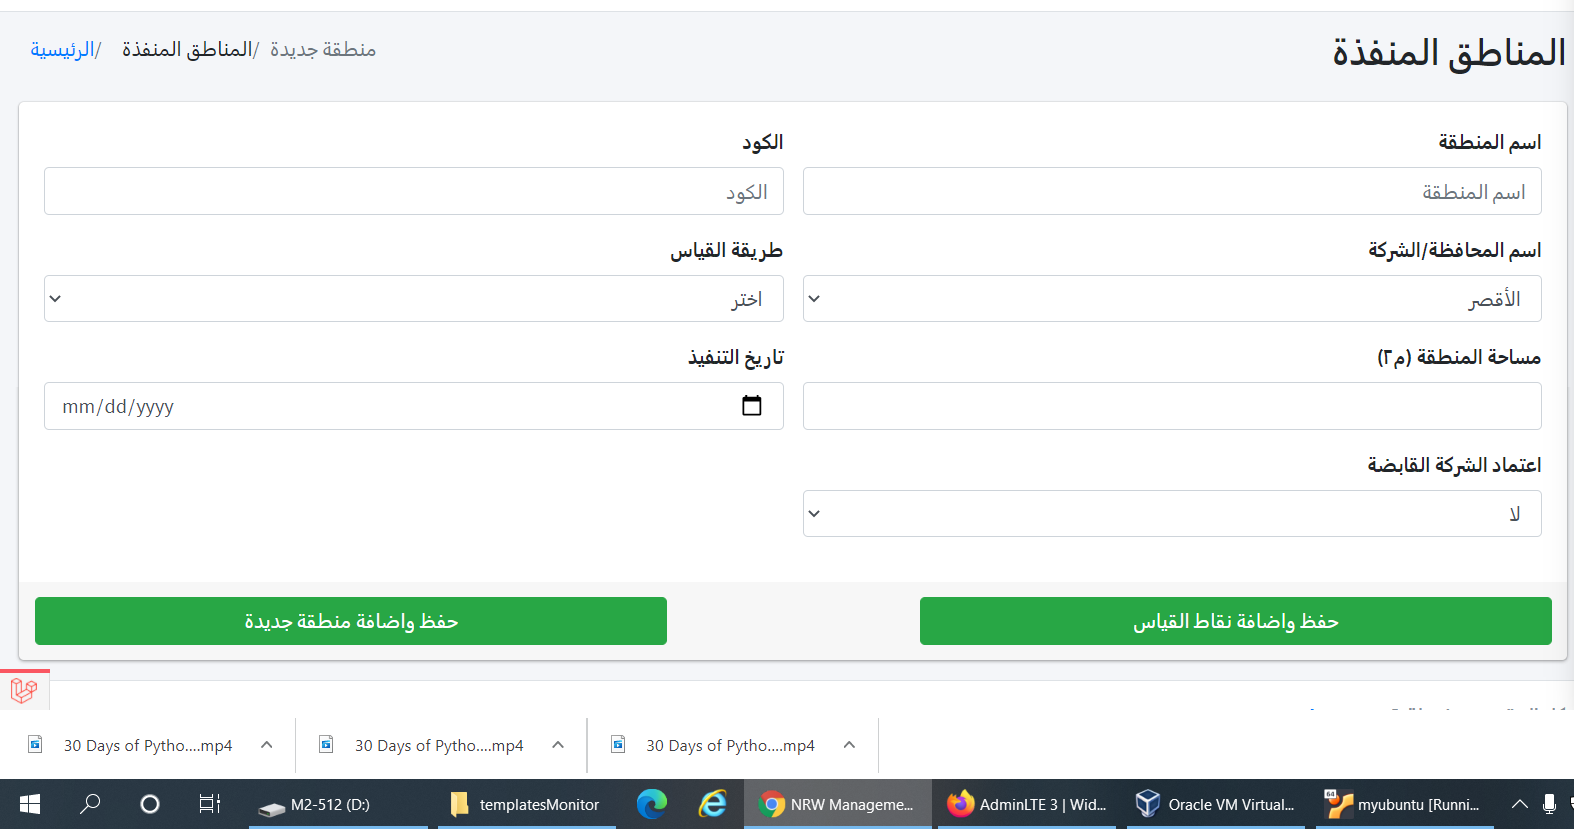 المناطق المنفذة
الرئيسية/ المناطق المنفذة/ منطقة جديدة
اسم المنطقة
اسم المنطقة
الكود
الكود
اسم المحافظة/الشركة
الأقصر
طريقة القياس
اختر
مساحة المنطقة (م٢)
تاريخ التنفيذ
mm/dd/yyyy
اعتماد الشركة القابضة
لا
حفظ واضافة نقاط القياس
حفظ واضافة منطقة جديدة
30 Days of Pytho....mp4
30 Days of Pytho....mp4
30 Days of Pytho....mp4
M2-512 (D:)
templatesMonitor
NRW Manageme...
AdminLTE 3 | Wid...
Oracle VM Virtual...
64
myubuntu [Runni...